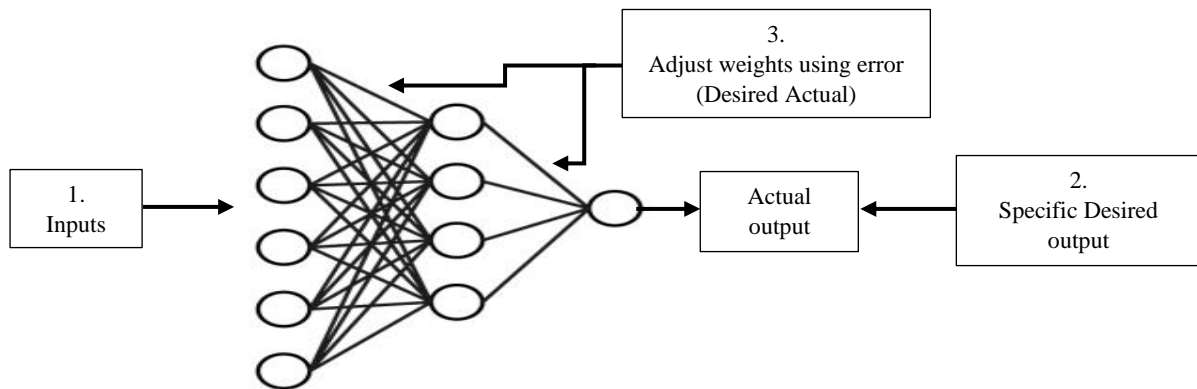 1.
Inputs
3.
Adjust weights using error
(Desired Actual)
Actual
output
2.
Specific Desired
output